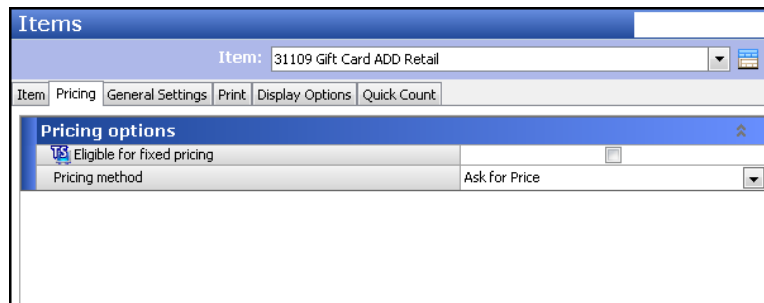 Items
Item: 31109 Gift Card ADD Retail
Item Pricing General Settings Print Display Options Quick Count
Pricing options
TS Eligible for fixed pricing
Pricing method Ask for Price